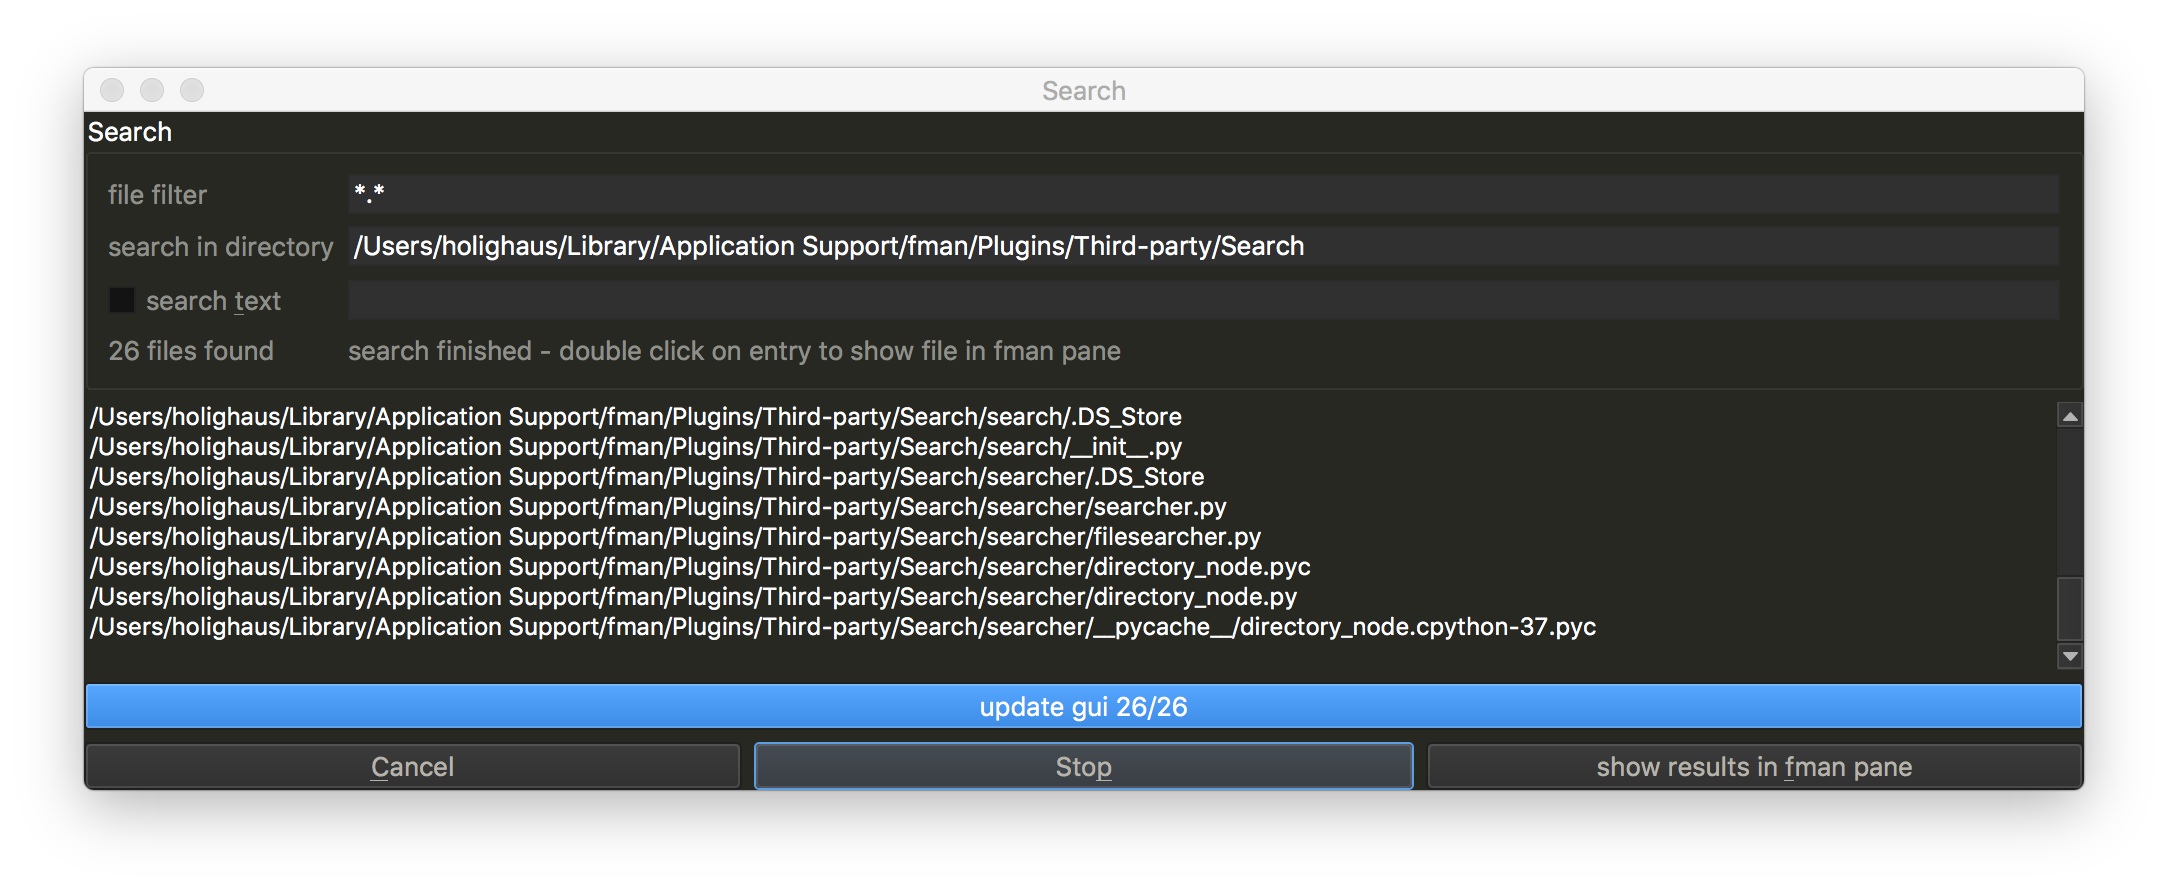 Search
Search
file filter *.*
search in directory /Users/holighaus/Library/Application Support/fman/Plugins/Third-party/Search
search text
26 files found search finished - double click on entry to show file in fman pane
/Users/holighaus/Library/Application Support/fman/Plugins/Third-party/Search/search/.DS_Store
/Users/holighaus/Library/Application Support/fman/Plugins/Third-party/Search/search/__init__.py
/Users/holighaus/Library/Application Support/fman/Plugins/Third-party/Search/searcher/.DS_Store
/Users/holighaus/Library/Application Support/fman/Plugins/Third-party/Search/searcher/searcher.py
/Users/holighaus/Library/Application Support/fman/Plugins/Third-party/Search/searcher/filesearcher.py
/Users/holighaus/Library/Application Support/fman/Plugins/Third-party/Search/searcher/directory_node.pyc
/Users/holighaus/Library/Application Support/fman/Plugins/Third-party/Search/searcher/directory_node.py
/Users/holighaus/Library/Application Support/fman/Plugins/Third-party/Search/searcher/__pycache__/directory_node.cpython-37.pyc
update gui 26/26
Cancel Stop show results in fman pane